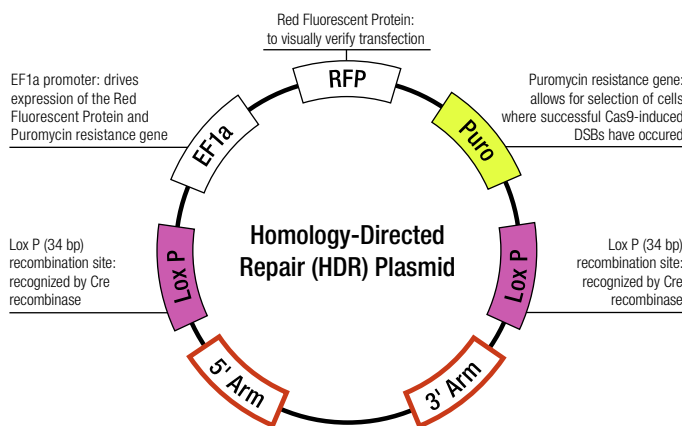 Red Fluorescent Protein:
to visually verify transfection
RFP
EF1a promoter: drives
expression of the Red
Fluorescent Protein and
Puromycin resistance gene
EF1a
Puromycin resistance gene:
allows for selection of cells
where successful Cas9-induced
DSBs have occured
Puro
Homology-Directed
Repair (HDR) Plasmid
Lox P (34 bp)
recombination site:
recognized by Cre
recombinase
Lox P
Lox P
Lox P (34 bp)
recombination site:
recognized by Cre
recombinase
5' Arm
3' Arm